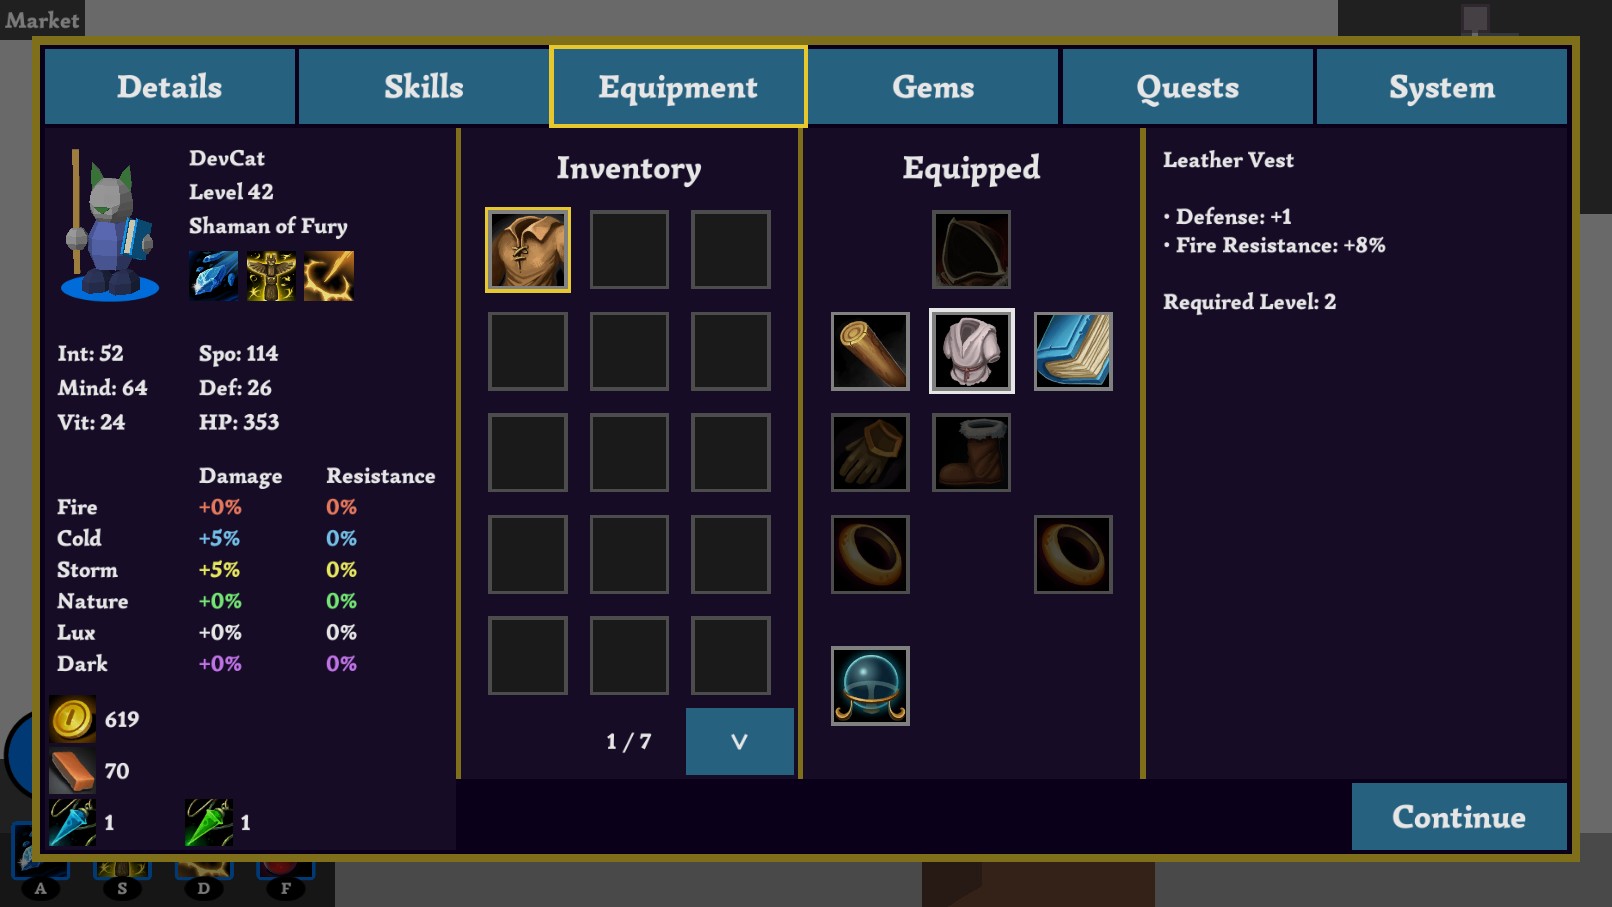 Market
Details
Skills
Equipment
Gems
Quests
System
DevCat
Level 42
Shaman of Fury
Int: 52
Spo: 114
Mind: 64
Def: 26
Vit: 24
HP: 353
Damage
Resistance
Fire +0% 0%
Cold +5% 0%
Storm +5% 0%
Nature +0% 0%
Lux +0% 0%
Dark +0% 0%
619
70
1
1
Inventory
1 / 7
V
Equipped
Leather Vest
• Defense: +1
• Fire Resistance: +8%
Required Level: 2
Continue
A
S
D
F